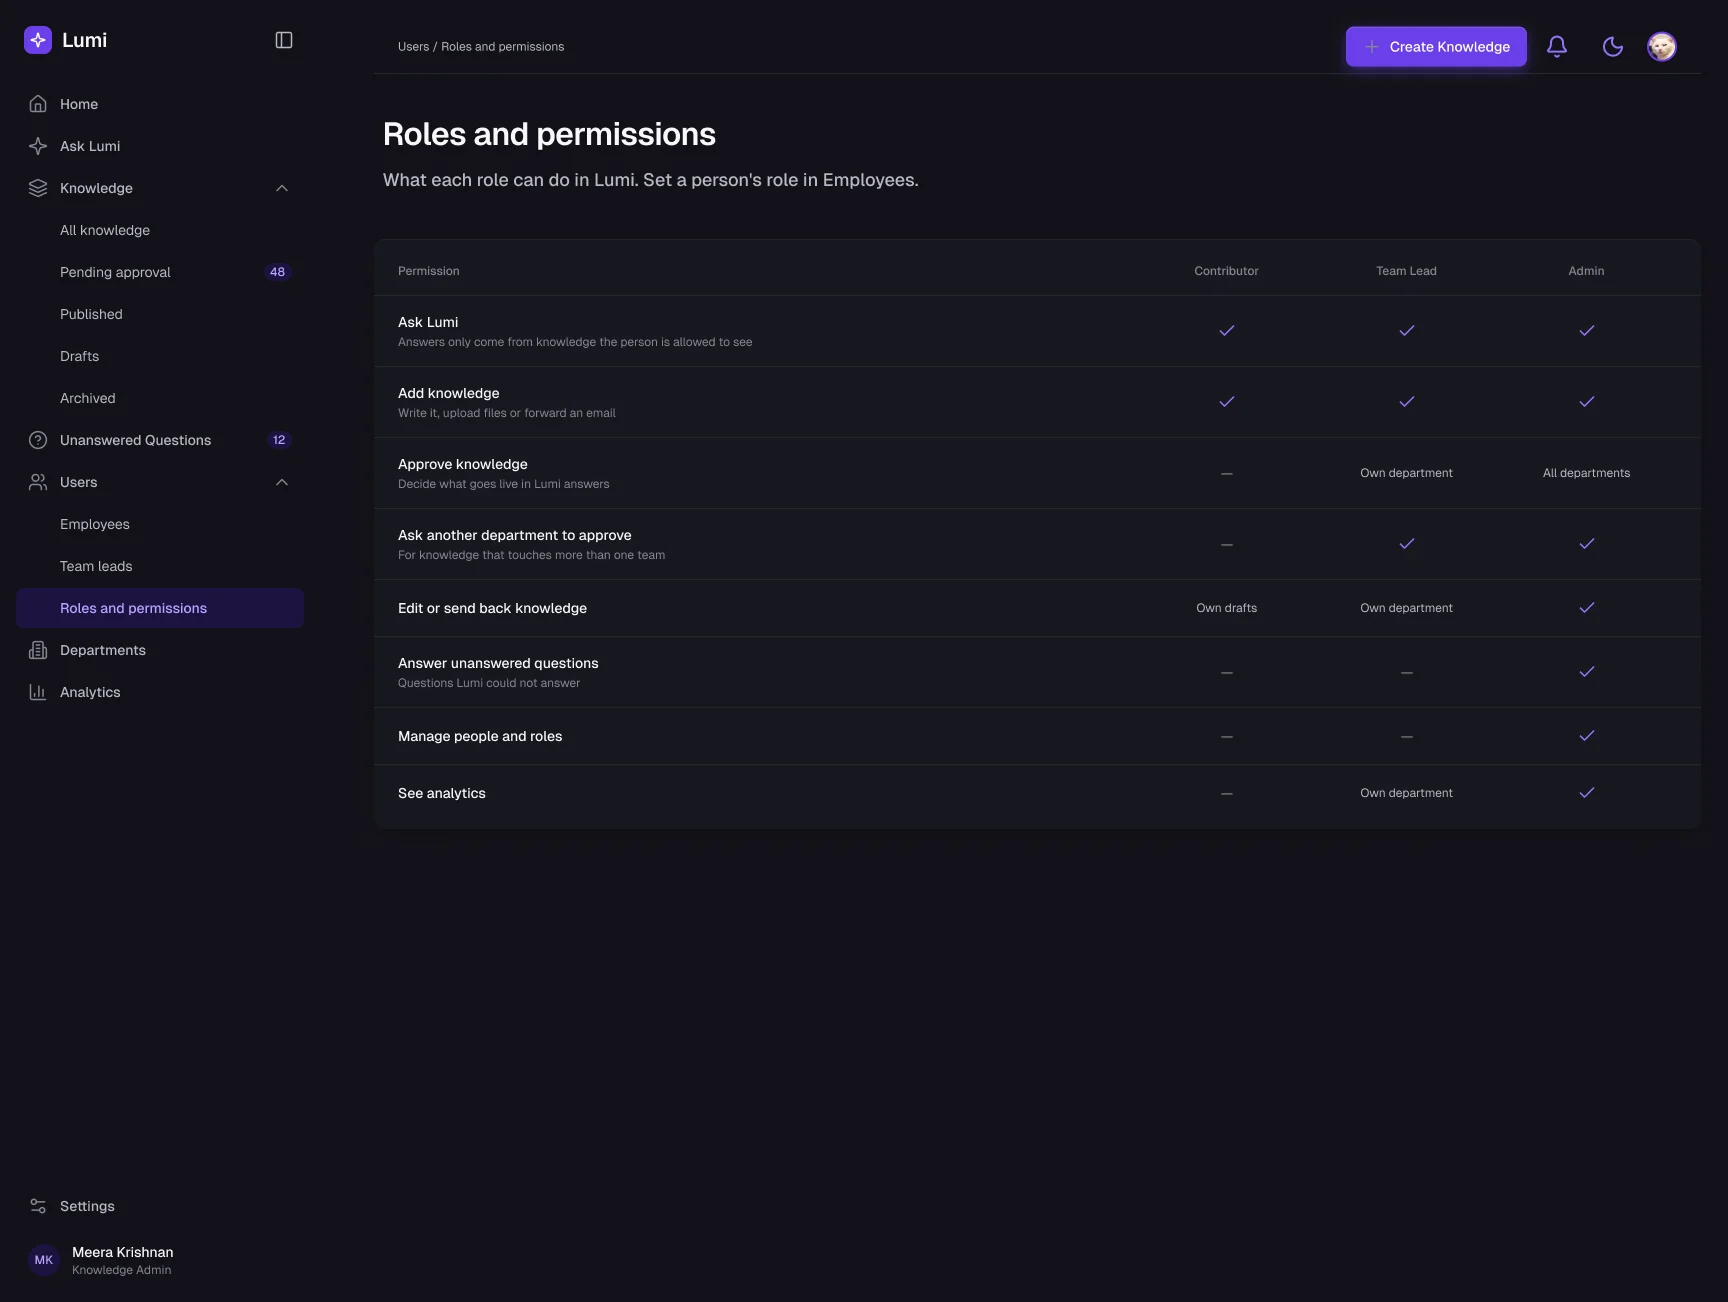 Lumi
Home
Ask Lumi
Knowledge
All knowledge
Pending approval 48
Published
Drafts
Archived
Unanswered Questions 12
Users
Employees
Team leads
Roles and permissions
Departments
Analytics
Settings
MK
Meera Krishnan
Knowledge Admin
Users / Roles and permissions
Create Knowledge
Roles and permissions
What each role can do in Lumi. Set a person's role in Employees.
Permission Contributor Team Lead Admin
Ask Lumi
Answers only come from knowledge the person is allowed to see
Add knowledge
Write it, upload files or forward an email
Approve knowledge
Decide what goes live in Lumi answers
— Own department All departments
Ask another department to approve
For knowledge that touches more than one team
—
Edit or send back knowledge Own drafts Own department
Answer unanswered questions
Questions Lumi could not answer
— —
Manage people and roles — —
See analytics — Own department